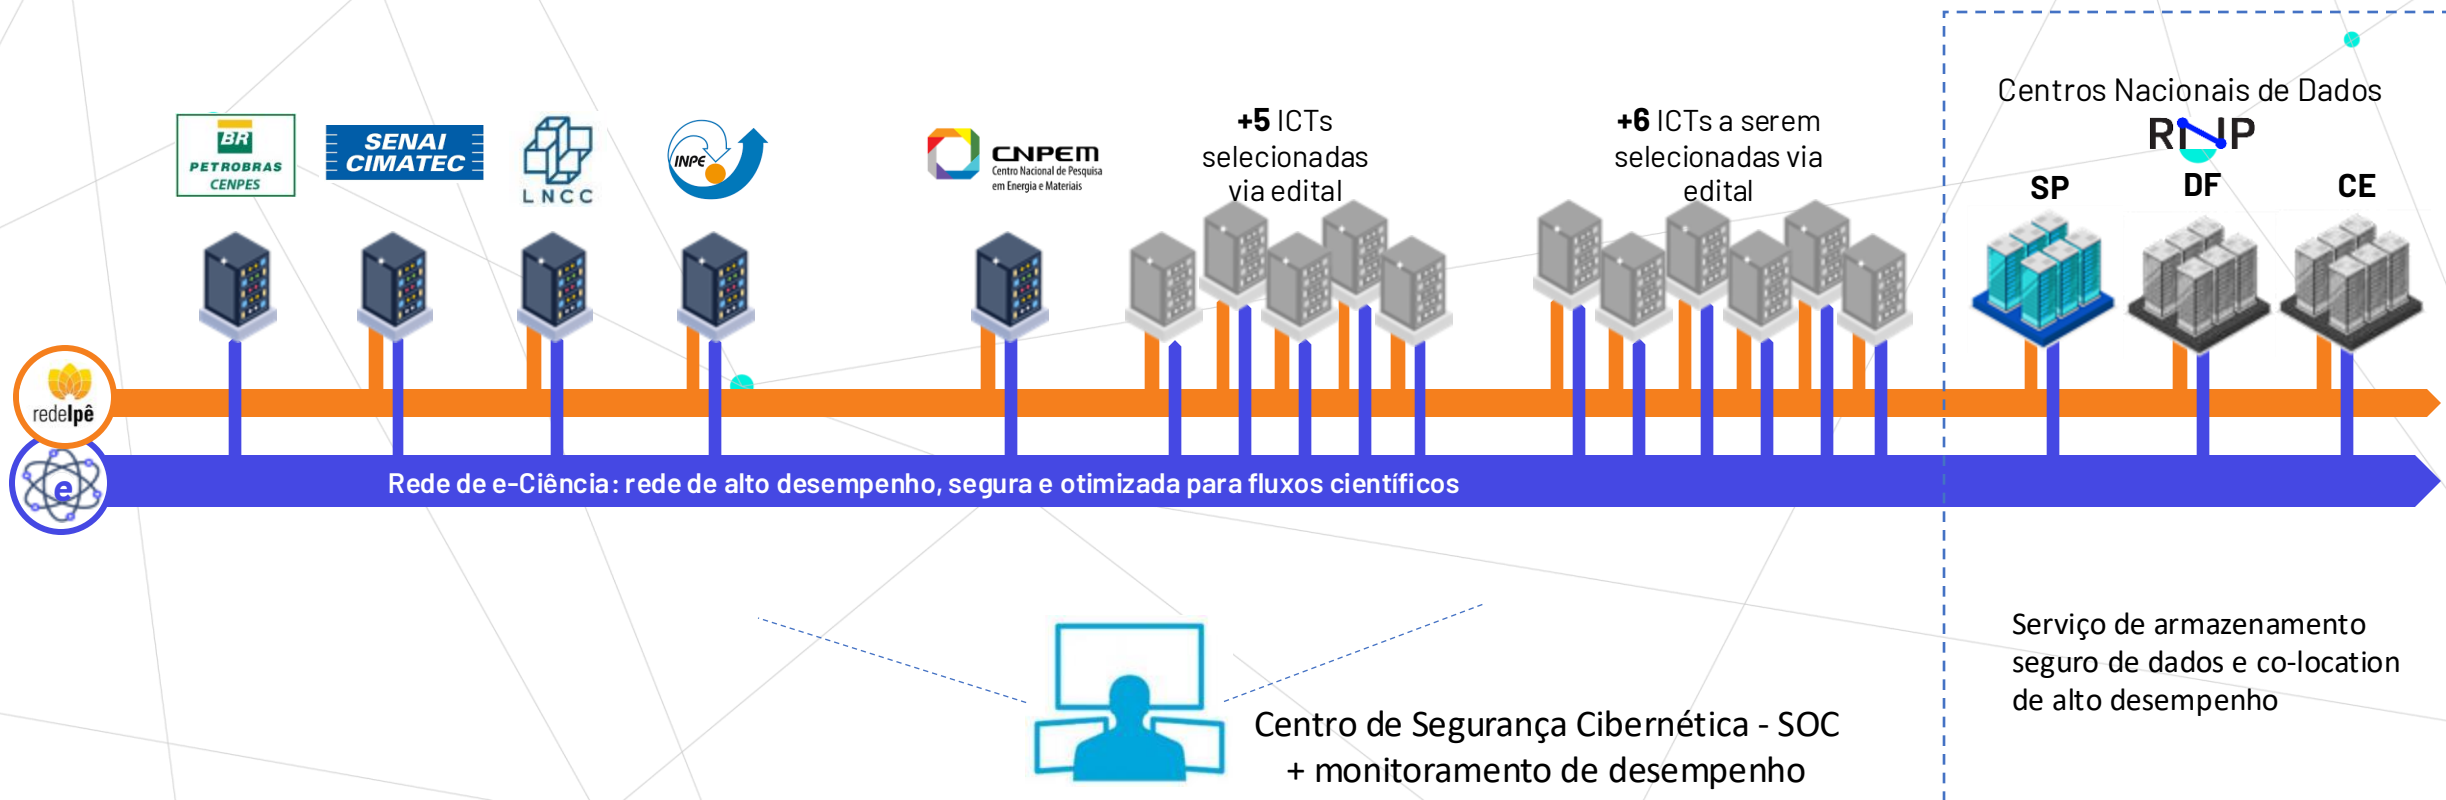 BR
PETROBRAS
CENPES
SENAI
CIMATEC
LNCC
INPE
CNPEM
Centro Nacional de Pesquisa
em Energia e Materiais
+5 ICTs
selecionadas
via edital
+6 ICTs a serem
selecionadas via
edital
Centros Nacionais de Dados
RNP
SP
DF
CE
redeIpê
e
Rede de e-Ciência: rede de alto desempenho, segura e otimizada para fluxos científicos
Centro de Segurança Cibernética - SOC
+ monitoramento de desempenho
Serviço de armazenamento
seguro de dados e co-location
de alto desempenho